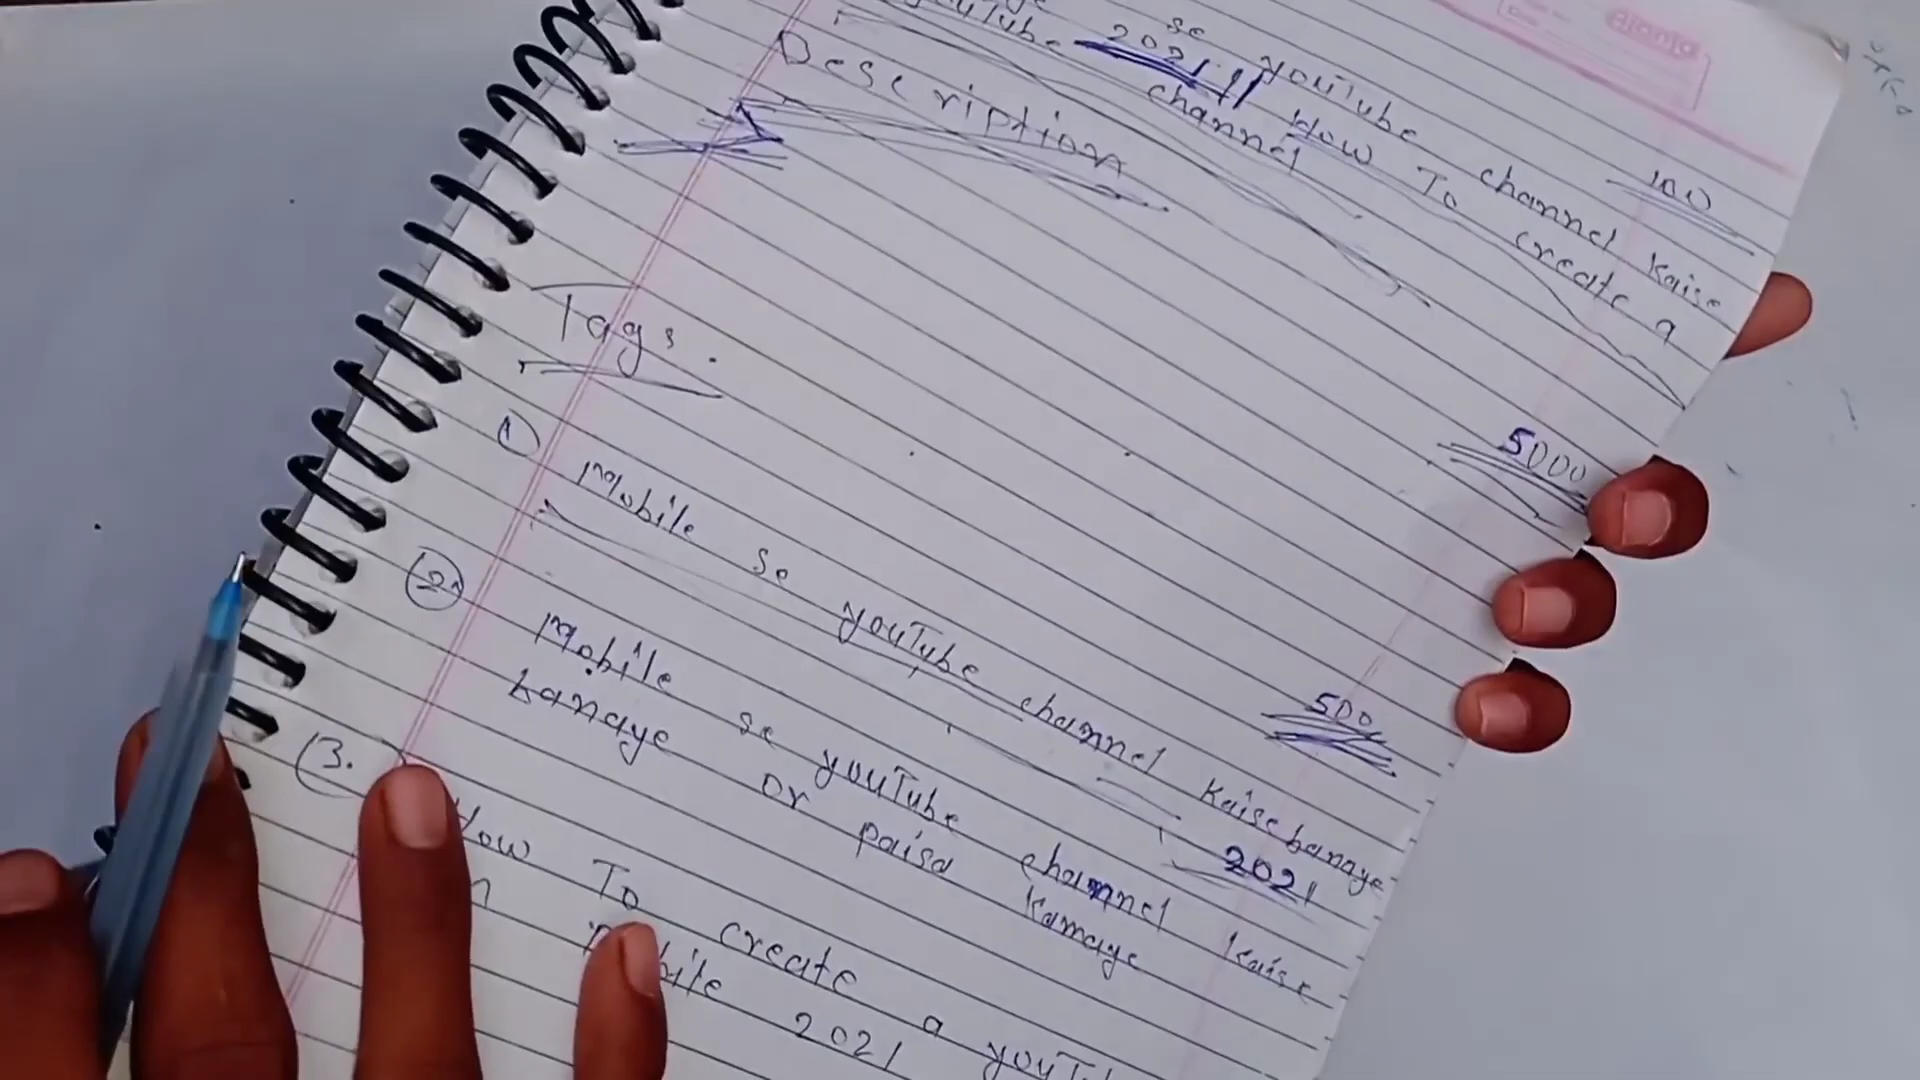 se youtube channel kaise
youTube 2021 || How To create a
channel
100
Description
5000
Tags.
500
1) Mobile se youTube channel kaise banaye
2021
2 Mobile se youTube channel kaise
banaye or paisa kamaye
3. How To create a
mobile 2021